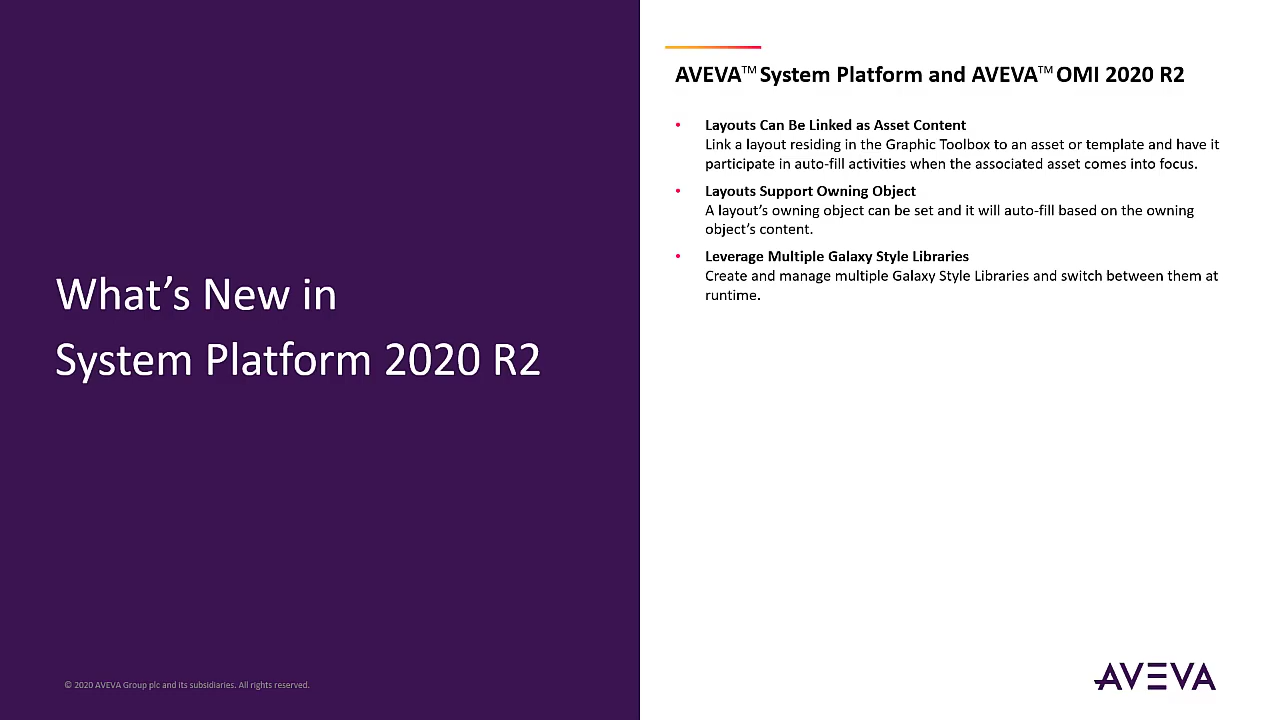 What's New in
System Platform 2020 R2
© 2020 AVEVA Group plc and its subsidiaries. All rights reserved.
AVEVA™ System Platform and AVEVA™ OMI 2020 R2
• Layouts Can Be Linked as Asset Content
Link a layout residing in the Graphic Toolbox to an asset or template and have it
participate in auto-fill activities when the associated asset comes into focus.
• Layouts Support Owning Object
A layout's owning object can be set and it will auto-fill based on the owning
object's content.
• Leverage Multiple Galaxy Style Libraries
Create and manage multiple Galaxy Style Libraries and switch between them at
runtime.
AVEVA